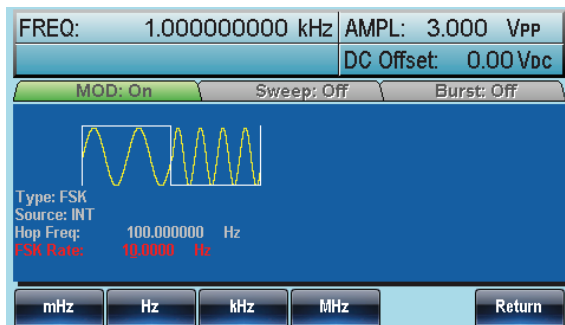 FREQ: 1.000000000 kHz AMPL: 3.000 VPP
DC Offset: 0.00 VDC
MOD: On Sweep: Off Burst: Off
Type: FSK
Source: INT
Hop Freq: 100.000000 Hz
FSK Rate: 10.0000 Hz
mHz Hz kHz MHz Return